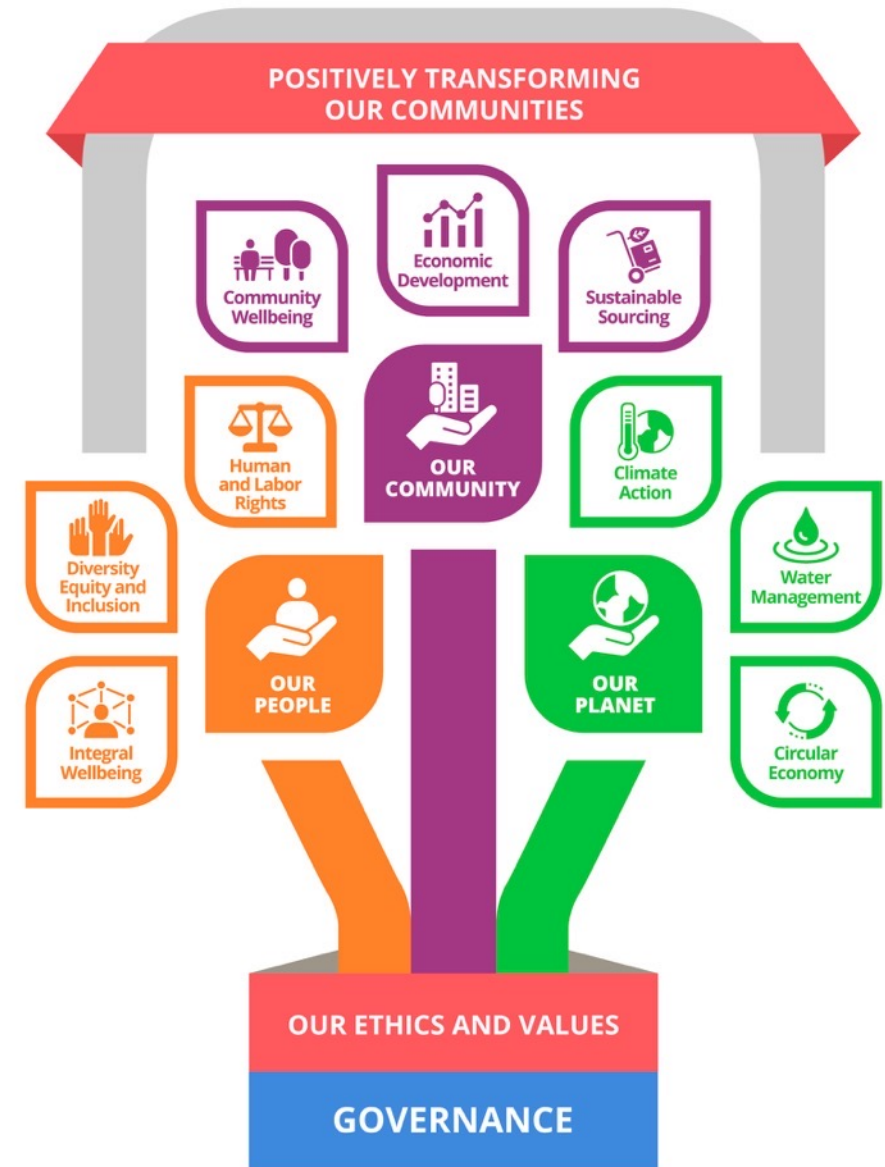 POSITIVELY TRANSFORMING
OUR COMMUNITIES
Community
Wellbeing
Economic
Development
Sustainable
Sourcing
OUR
COMMUNITY
Human
and Labor
Rights
Diversity
Equity and
Inclusion
Integral
Wellbeing
OUR
PEOPLE
Climate
Action
Water
Management
Circular
Economy
OUR
PLANET
OUR ETHICS AND VALUES
GOVERNANCE